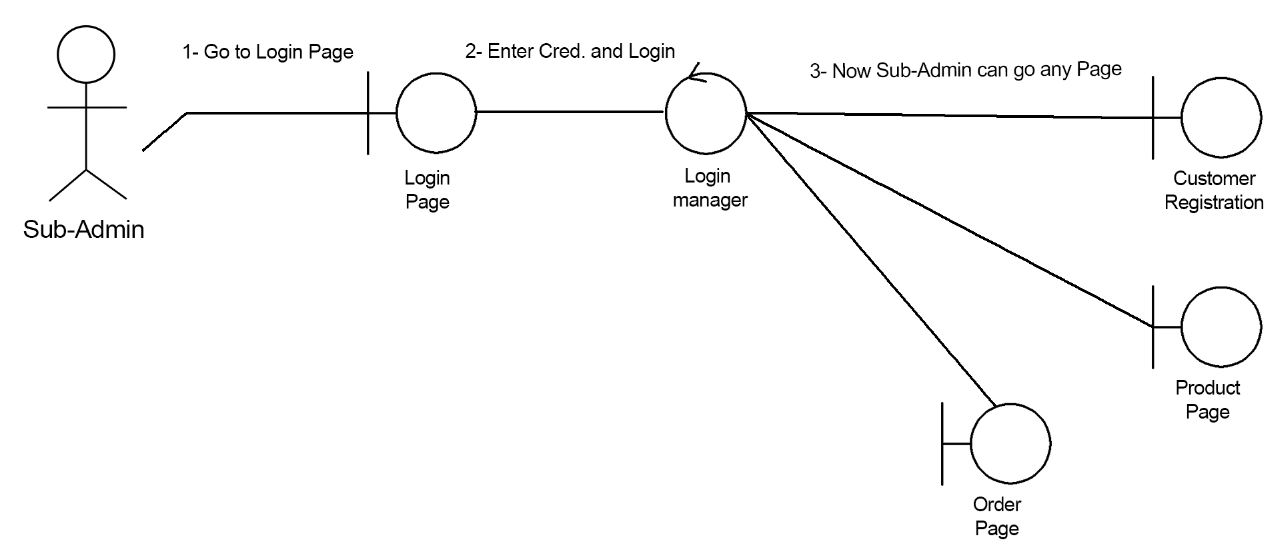 1- Go to Login Page
2- Enter Cred. and Login
3- Now Sub-Admin can go any Page
Sub-Admin
Login
Page
Login
manager
Customer
Registration
Product
Page
Order
Page